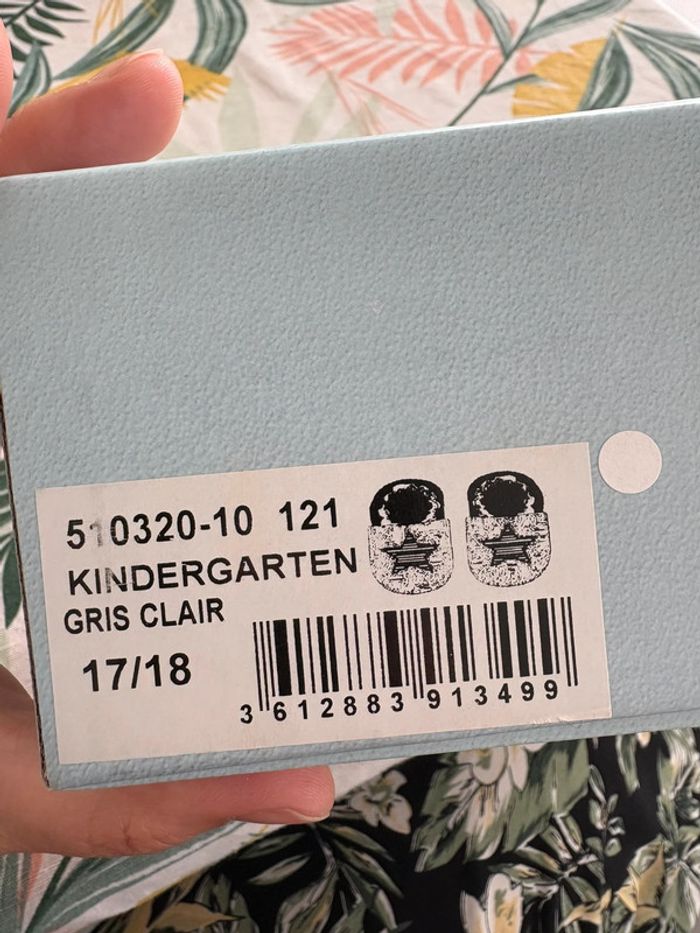 510320-10 121
KINDERGARTEN
GRIS CLAIR
17/18
3 612883 913499